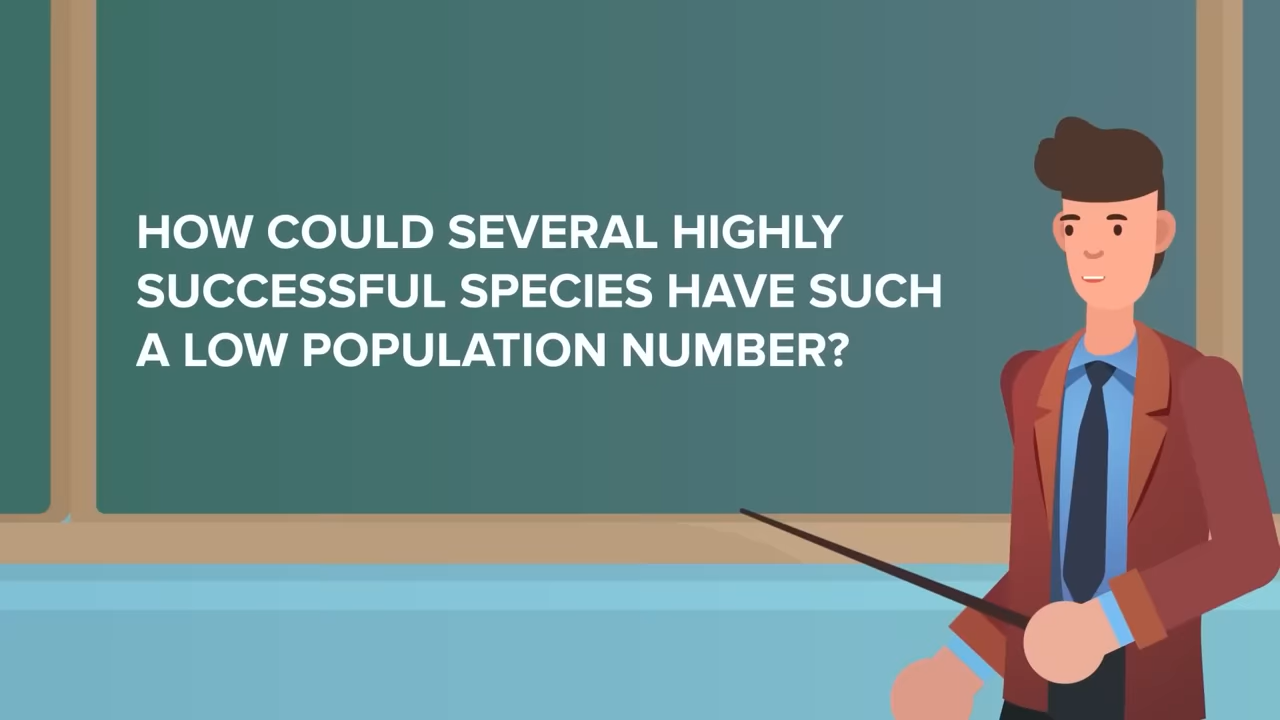 HOW COULD SEVERAL HIGHLY
SUCCESSFUL SPECIES HAVE SUCH
A LOW POPULATION NUMBER?